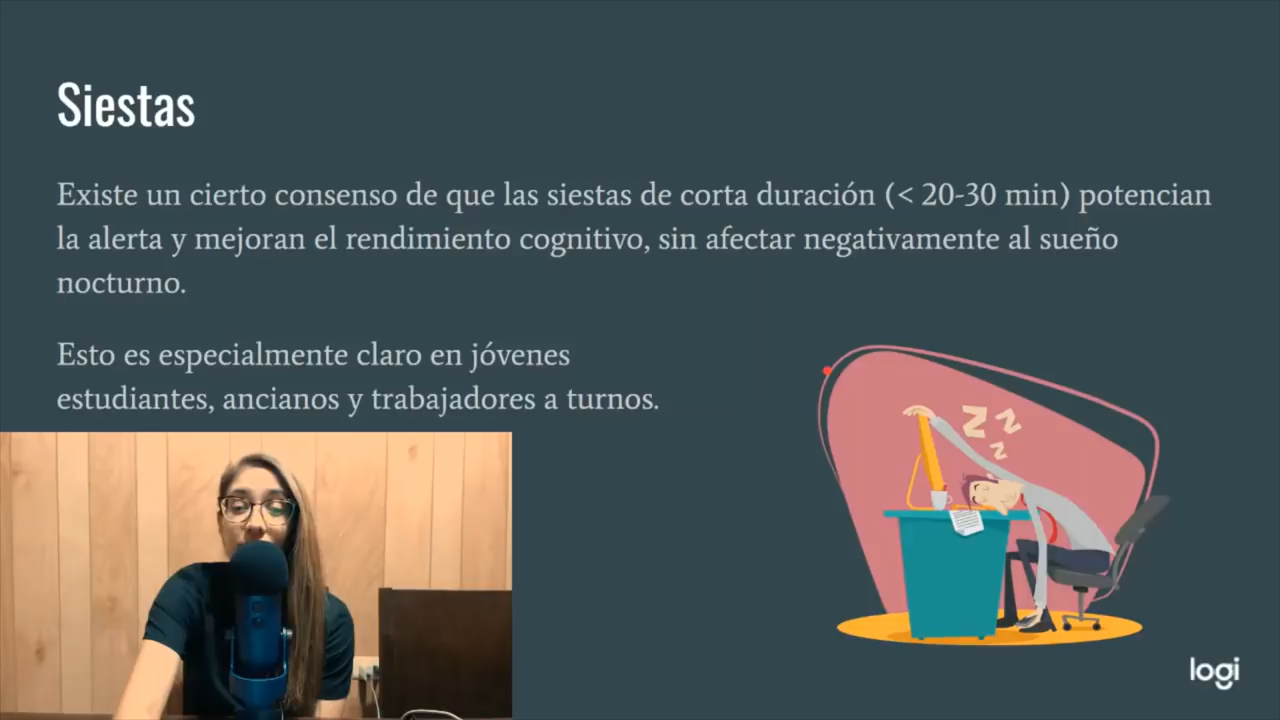 Siestas
Existe un cierto consenso de que las siestas de corta duración (< 20-30 min) potencian
la alerta y mejoran el rendimiento cognitivo, sin afectar negativamente al sueño
nocturno.
Esto es especialmente claro en jóvenes
estudiantes, ancianos y trabajadores a turnos.
Z Z
Z
logi